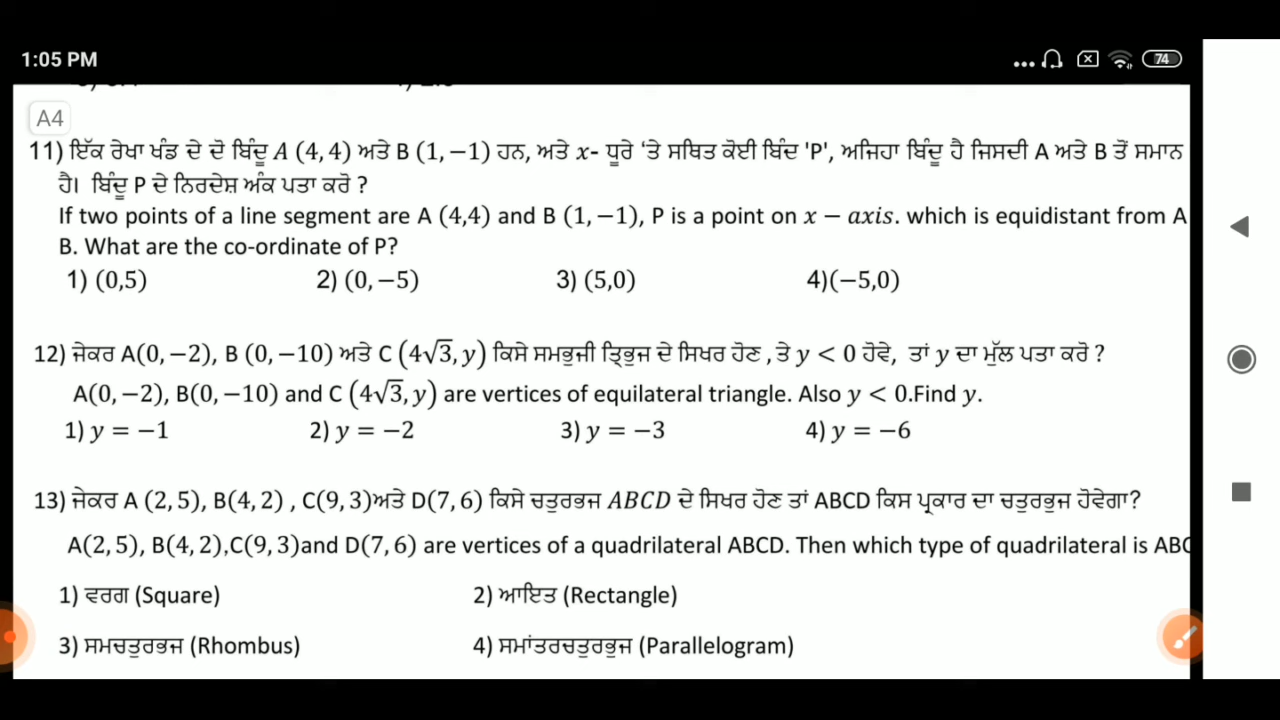 1:05 PM
74
A4
11) ਇੱਕ ਰੇਖਾ ਖੰਡ ਦੇ ਦੋ ਬਿੰਦੂ A (4, 4) ਅਤੇ B (1, −1) ਹਨ, ਅਤੇ x- ਧੂਰੇ 'ਤੇ ਸਥਿਤ ਕੋਈ ਬਿੰਦ 'P', ਅਜਿਹਾ ਬਿੰਦੂ ਹੈ ਜਿਸਦੀ A ਅਤੇ B ਤੋਂ ਸਮਾਨ
ਹੈ। ਬਿੰਦੂ P ਦੇ ਨਿਰਦੇਸ਼ ਅੰਕ ਪਤਾ ਕਰੋ ?
If two points of a line segment are A (4,4) and B (1, −1), P is a point on x − axis. which is equidistant from A
B. What are the co-ordinate of P?
1) (0,5) 2) (0, −5) 3) (5,0) 4)(−5,0)
12) ਜੇਕਰ A(0, −2), B (0, −10) ਅਤੇ C (4√3, y) ਕਿਸੇ ਸਮਭੁਜੀ ਤ੍ਰਿਭੁਜ ਦੇ ਸਿਖਰ ਹੋਣ , ਤੇ y < 0 ਹੋਵੇ, ਤਾਂ y ਦਾ ਮੁੱਲ ਪਤਾ ਕਰੋ ?
A(0, −2), B(0, −10) and C (4√3, y) are vertices of equilateral triangle. Also y < 0.Find y.
1) y = −1 2) y = −2 3) y = −3 4) y = −6
13) ਜੇਕਰ A (2, 5), B(4, 2) , C(9, 3)ਅਤੇ D(7, 6) ਕਿਸੇ ਚਤੁਰਭਜ ABCD ਦੇ ਸਿਖਰ ਹੋਣ ਤਾਂ ABCD ਕਿਸ ਪ੍ਰਕਾਰ ਦਾ ਚਤੁਰਭੁਜ ਹੋਵੇਗਾ?
A(2, 5), B(4, 2),C(9, 3)and D(7, 6) are vertices of a quadrilateral ABCD. Then which type of quadrilateral is ABC
1) ਵਰਗ (Square) 2) ਆਇਤ (Rectangle)
3) ਸਮਚਤੁਰਭਜ (Rhombus) 4) ਸਮਾਂਤਰਚਤੁਰਭੁਜ (Parallelogram)